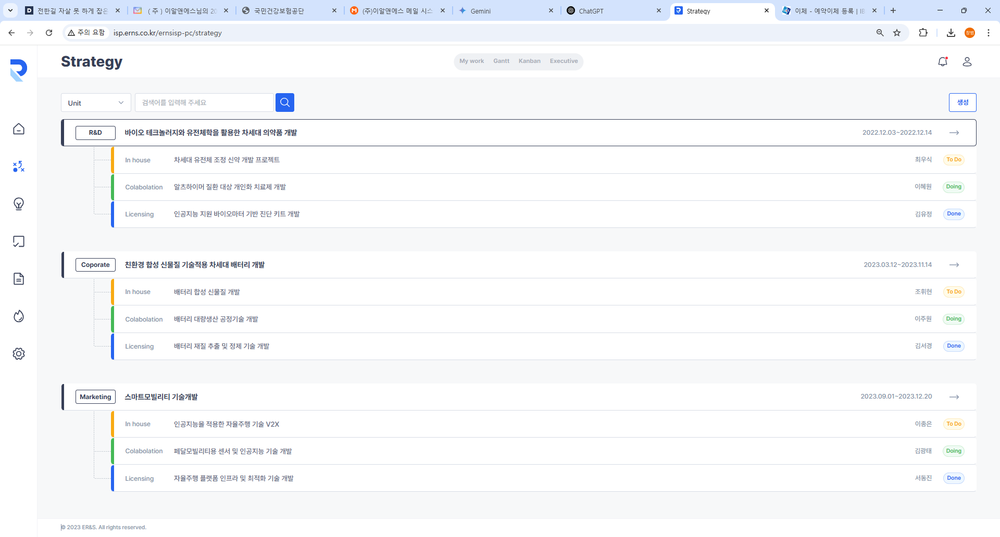 전한길 자살 못 하게 잡은
( 주 ) 이알앤에스님의 20
국민건강보험공단
(주)이알앤에스 메일 시스
Gemini
ChatGPT
Strategy
이체 - 예약이체 등록 | IB
주의 요함
isp.erns.co.kr/ernsisp-pc/strategy
창범
Strategy
My work
Gantt
Kanban
Executive
Unit
검색어를 입력해 주세요
생성
R&D 바이오 테크놀러지와 유전체학을 활용한 차세대 의약품 개발 2022.12.03~2022.12.14
In house 차세대 유전체 조정 신약 개발 프로젝트 최우식 To Do
Colabolation 알츠하이머 질환 대상 개인화 치료제 개발 이혜원 Doing
Licensing 인공지능 지원 바이오마터 기반 진단 키트 개발 김유정 Done
Coporate 친환경 합성 신물질 기술적용 차세대 배터리 개발 2023.03.12~2023.11.14
In house 배터리 합성 신물질 개발 조휘현 To Do
Colabolation 배터리 대량생산 공정기술 개발 이주원 Doing
Licensing 배터리 재질 추출 및 정제 기술 개발 김서경 Done
Marketing 스마트모빌리티 기술개발 2023.09.01~2023.12.20
In house 인공지능을 적용한 자율주행 기술 V2X 이종은 To Do
Colabolation 페달모빌리티용 센서 및 인공지능 기술 개발 김광태 Doing
Licensing 자율주행 플랫폼 인프라 및 최적화 기술 개발 서동진 Done
© 2023 ER&S. All rights reserved.